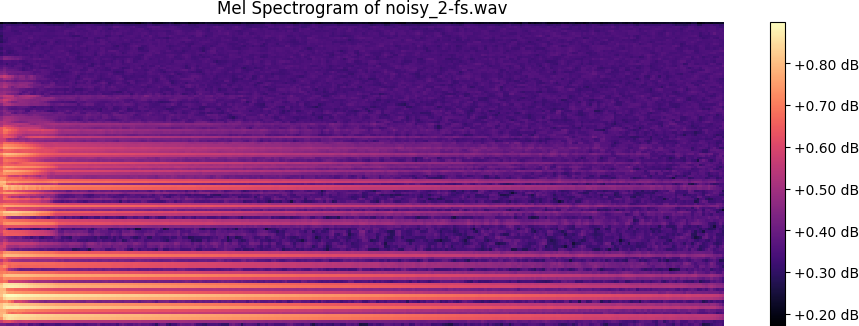 Mel Spectrogram of noisy_2-fs.wav
+0.80 dB
+0.70 dB
+0.60 dB
+0.50 dB
+0.40 dB
+0.30 dB
+0.20 dB